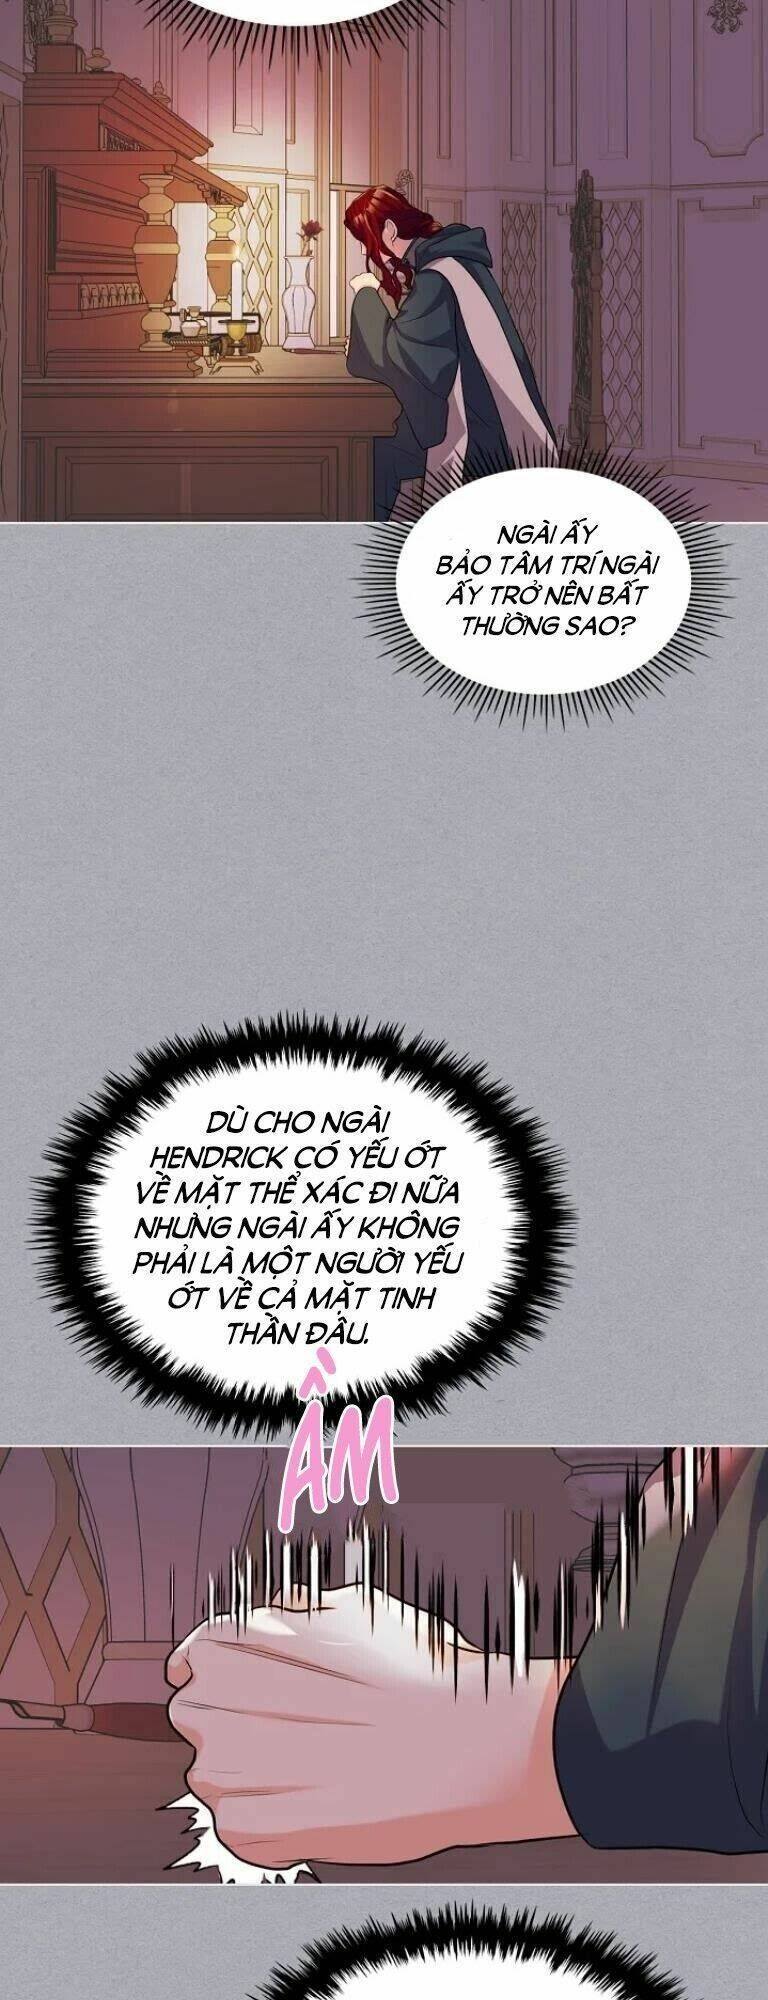 NGÀI ẤY
BẢO TÂM TRÍ NGÀI
ẤY TRỞ NÊN BẤT
THƯỜNG SAO?
DÙ CHO NGÀI
HENDRICK CÓ YẾU ỚT
VỀ MẶT THỂ XÁC ĐI NỮA
NHƯNG NGÀI ẤY KHÔNG
PHẢI LÀ MỘT NGƯỜI YẾU
ỚT VỀ CẢ MẶT TINH
THẦN ĐÂU.
ẦM